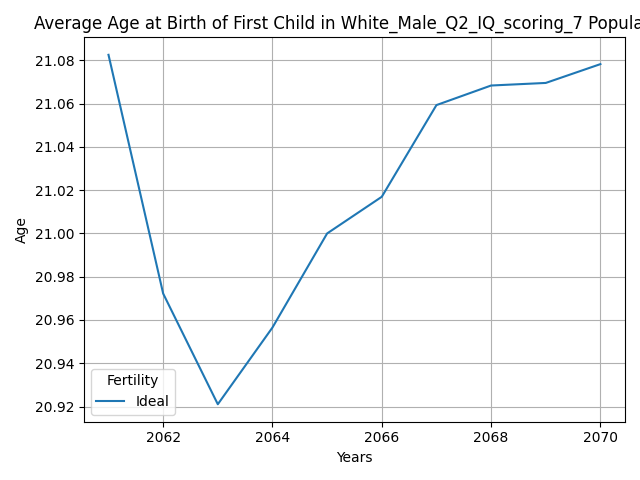 Average Age at Birth of First Child in White_Male_Q2_IQ_scoring_7 Popula
21.08
21.06
21.04
21.02
21.00
20.98
20.96
20.94
20.92
Age
Fertility
Ideal
2062 2064 2066 2068 2070
Years